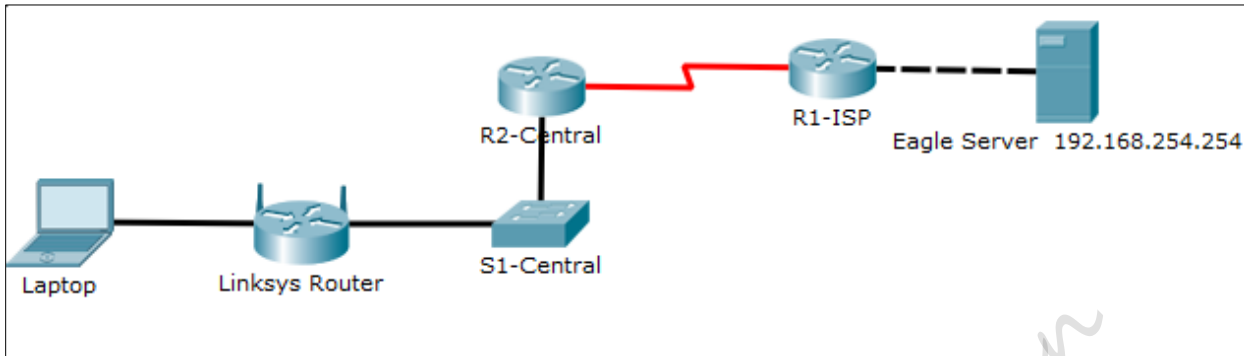 R1-ISP
R2-Central
Eagle Server 192.168.254.254
S1-Central
Laptop
Linksys Router